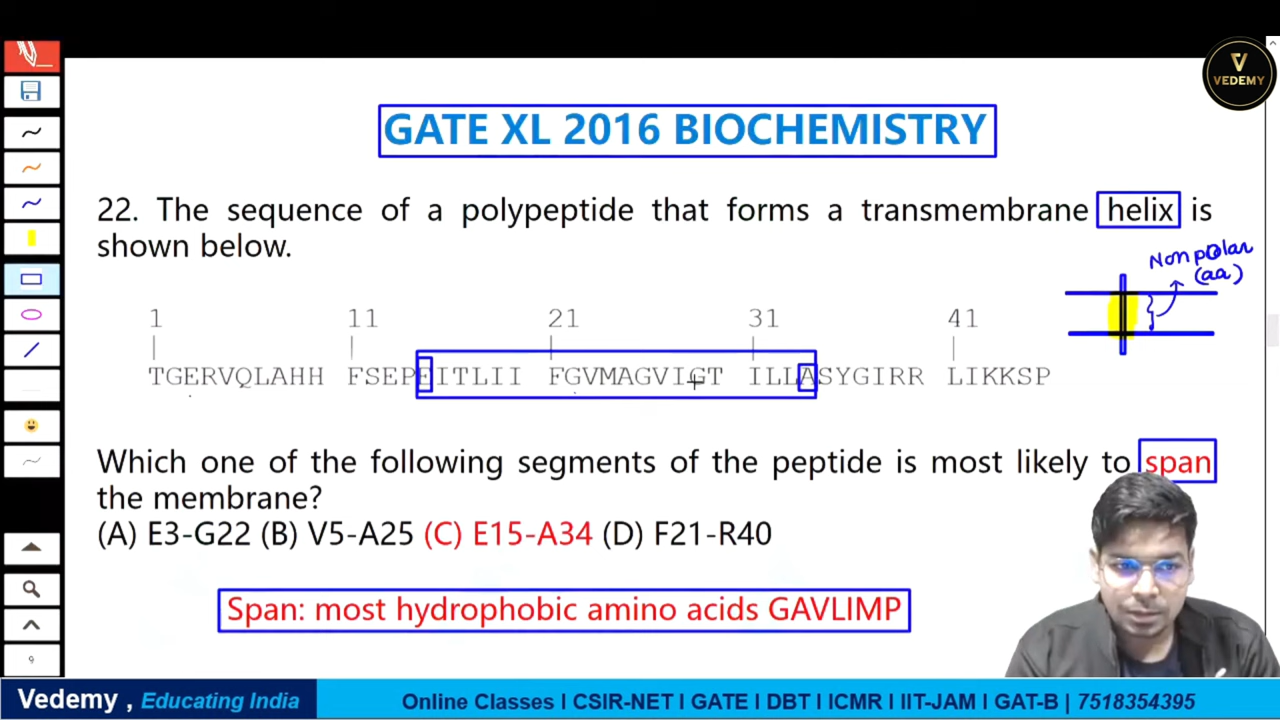 V
VEDEMY
GATE XL 2016 BIOCHEMISTRY
22. The sequence of a polypeptide that forms a transmembrane helix is
shown below.
Nonpolar
(aa)
1 11 21 31 41
TGERVQLAHH FSEPEITLII FGVMAGVIGT ILLASYGIRR LIKKSP
Which one of the following segments of the peptide is most likely to span
the membrane?
(A) E3-G22 (B) V5-A25 (C) E15-A34 (D) F21-R40
Span: most hydrophobic amino acids GAVLIMP
9
Vedemy , Educating India
Online Classes I CSIR-NET I GATE I DBT I ICMR I IIT-JAM I GAT-B | 7518354395